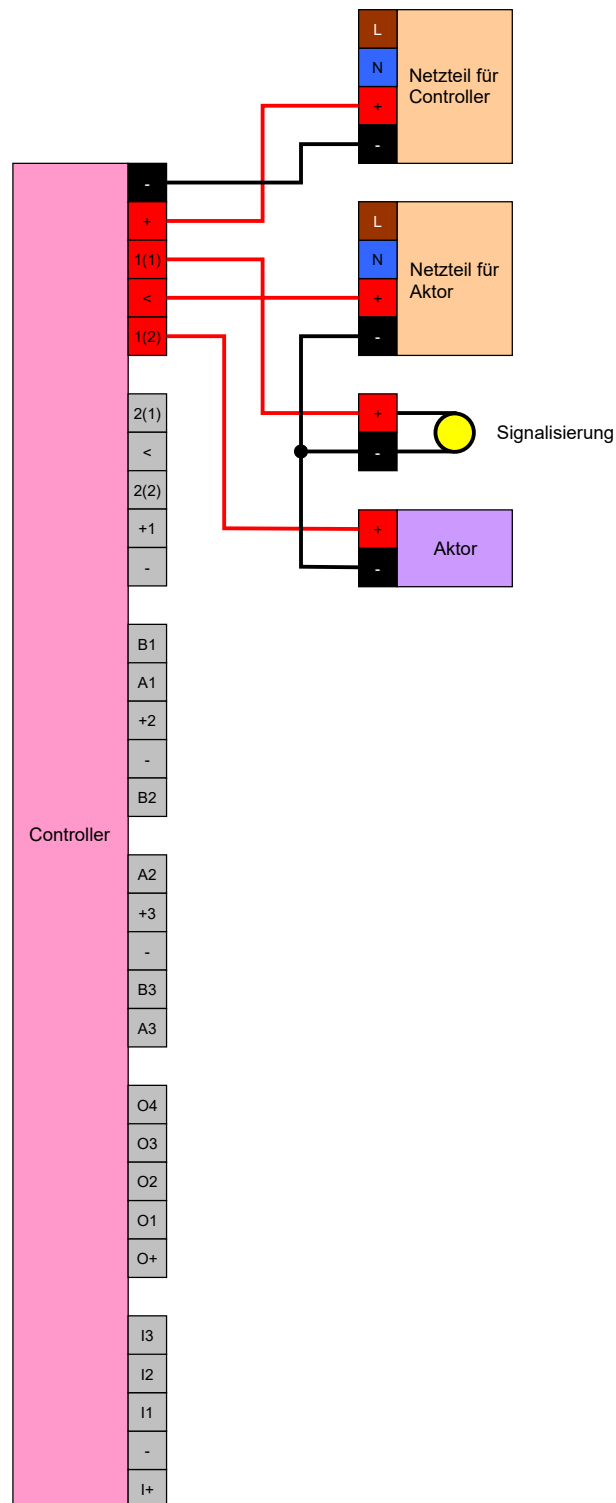 L
N
+
-
Netzteil für
Controller
-
+
1(1)
<
1(2)
L
N
+
-
Netzteil für
Aktor
+
-
Signalisierung
+
-
Aktor
2(1)
<
2(2)
+1
-
B1
A1
+2
-
B2
Controller
A2
+3
-
B3
A3
O4
O3
O2
O1
O+
I3
I2
I1
-
I+